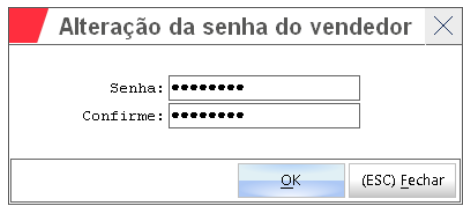 Alteração da senha do vendedor
Senha: ●●●●●●●●
Confirme: ●●●●●●●●
OK (ESC) Fechar